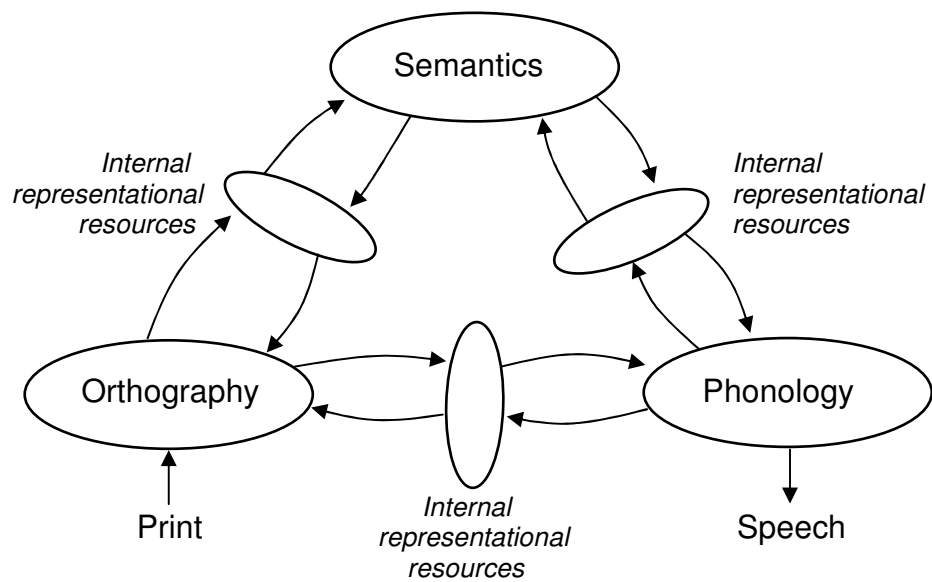 Semantics
Internal
representational
resources
Internal
representational
resources
Orthography
Phonology
Print
Internal
representational
resources
Speech